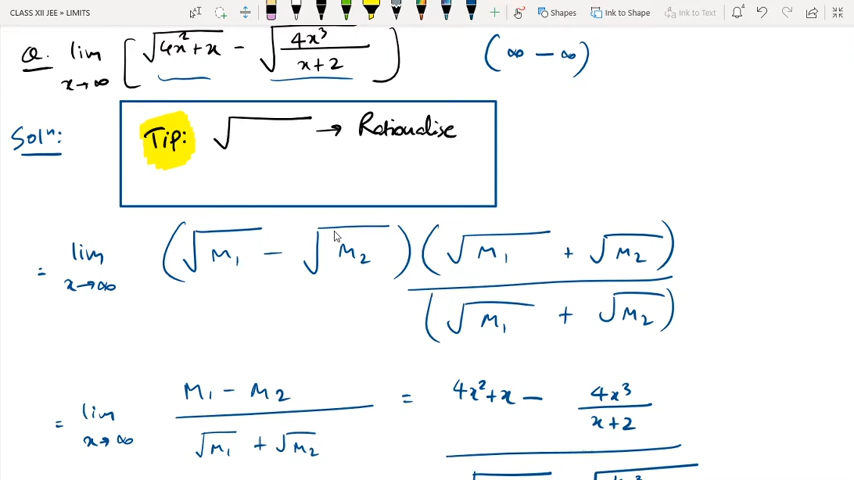 CLASS XII JEE » LIMITS
Shapes
Ink to Shape
Ink to Text
Q. lim x→∞ [ √(4x² + x) − √(4x³ / (x+2)) ) (∞ − ∞)
Solⁿ:
Tip: √ → Rationalise
= lim x→∞ (√M₁ − √M₂) (√M₁ + √M₂) / (√M₁ + √M₂)
= lim x→∞ (M₁ − M₂) / (√M₁ + √M₂) = 4x² + x − 4x³ / (x+2)